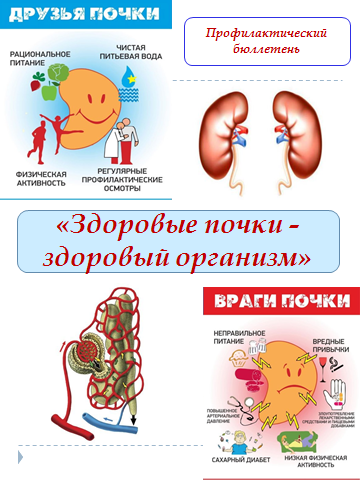 ДРУЗЬЯ ПОЧКИ
РАЦИОНАЛЬНОЕ
ПИТАНИЕ
ЧИСТАЯ
ПИТЬЕВАЯ ВОДА
ФИЗИЧЕСКАЯ
АКТИВНОСТЬ
РЕГУЛЯРНЫЕ
ПРОФИЛАКТИЧЕСКИЕ
ОСМОТРЫ
Профилактический
бюллетень
«Здоровые почки -
здоровый организм»
ВРАГИ ПОЧКИ
НЕПРАВИЛЬНОЕ
ПИТАНИЕ
ВРЕДНЫЕ
ПРИВЫЧКИ
ПОВЫШЕННОЕ
АРТЕРИАЛЬНОЕ
ДАВЛЕНИЕ
ЗЛОУПОТРЕБЛЕНИЕ
ЛЕКАРСТВЕННЫМИ
СРЕДСТВАМИ И ПИЩЕВЫМИ
ДОБАВКАМИ
САХАРНЫЙ ДИАБЕТ
НИЗКАЯ ФИЗИЧЕСКАЯ
АКТИВНОСТЬ